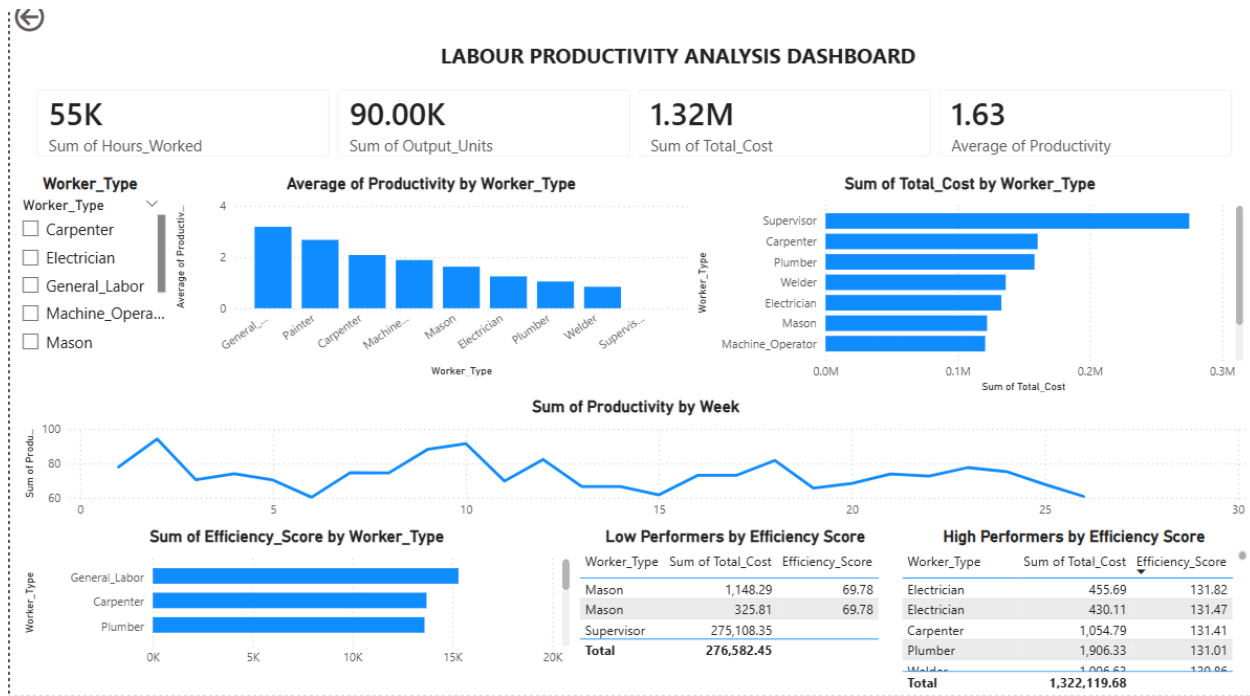 LABOUR PRODUCTIVITY ANALYSIS DASHBOARD
55K
Sum of Hours_Worked
90.00K
Sum of Output_Units
1.32M
Sum of Total_Cost
1.63
Average of Productivity
Worker_Type
Worker_Type
Carpenter
Electrician
General_Labor
Machine_Opera...
Mason
Average of Productivity by Worker_Type
Average of Productiv...
4
2
0
General_...
Painter
Carpenter
Machine...
Mason
Electrician
Plumber
Welder
Supervis...
Worker_Type
Sum of Total_Cost by Worker_Type
Worker_Type
Supervisor
Carpenter
Plumber
Welder
Electrician
Mason
Machine_Operator
0.0M 0.1M 0.2M 0.3M
Sum of Total_Cost
Sum of Productivity by Week
Sum of Produ...
100
80
60
0 5 10 15 20 25 30
Sum of Efficiency_Score by Worker_Type
Worker_Type
General_Labor
Carpenter
Plumber
0K 5K 10K 15K 20K
Low Performers by Efficiency Score
Worker_Type Sum of Total_Cost Efficiency_Score
Mason 1,148.29 69.78
Mason 325.81 69.78
Supervisor 275,108.35
Total 276,582.45
High Performers by Efficiency Score
Worker_Type Sum of Total_Cost Efficiency_Score
Electrician 455.69 131.82
Electrician 430.11 131.47
Carpenter 1,054.79 131.41
Plumber 1,906.33 131.01
Welder 1,006.63 130.86
Total 1,322,119.68